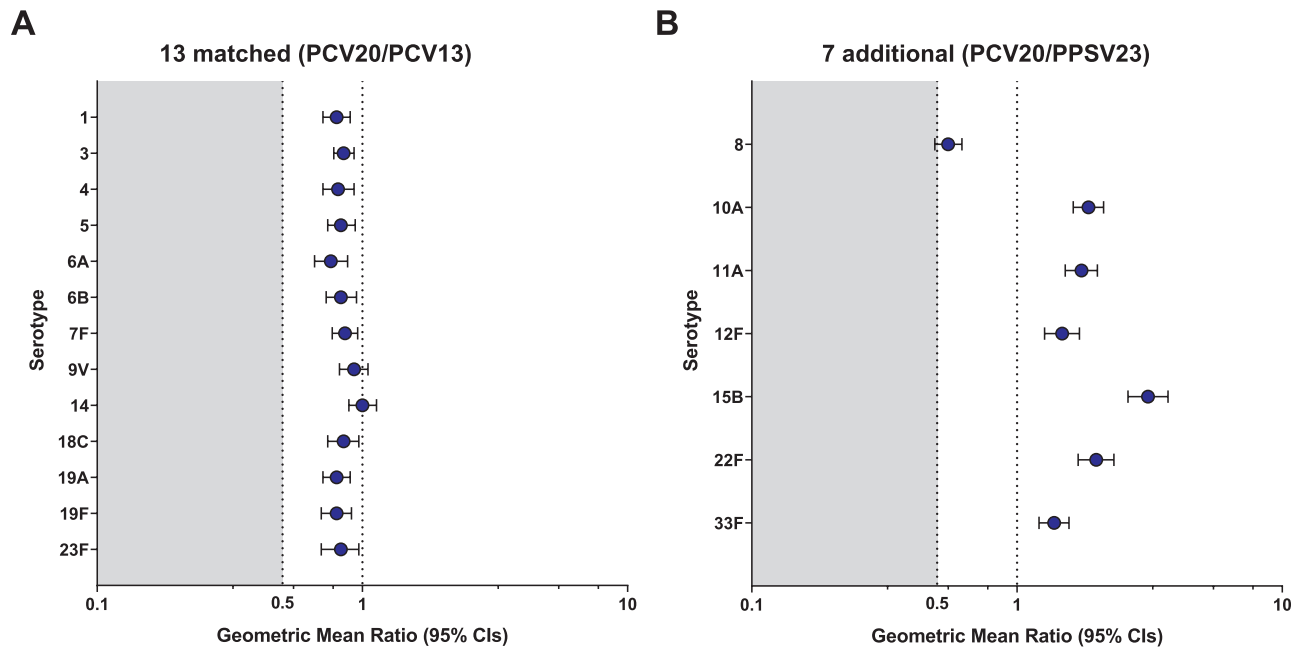 A
13 matched (PCV20/PCV13)
Serotype
1
3
4
5
6A
6B
7F
9V
14
18C
19A
19F
23F
0.1 0.5 1 10
Geometric Mean Ratio (95% CIs)
B
7 additional (PCV20/PPSV23)
Serotype
8
10A
11A
12F
15B
22F
33F
0.1 0.5 1 10
Geometric Mean Ratio (95% CIs)